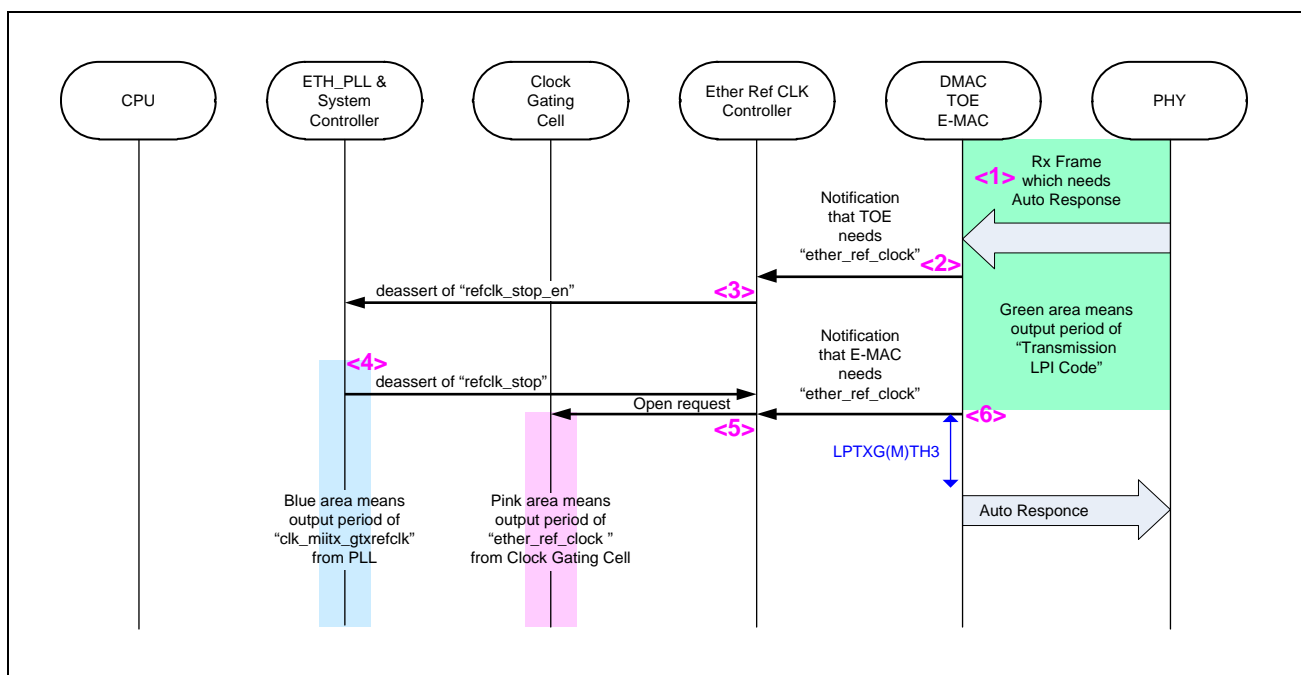 CPU
ETH_PLL &
System
Controller
Clock
Gating
Cell
Ether Ref CLK
Controller
DMAC
TOE
E-MAC
PHY
<1>
Rx Frame
which needs
Auto Response
Notification
that TOE
needs
“ether_ref_clock”
<2>
deassert of “refclk_stop_en”
<3>
Green area means
output period of
“Transmission
LPI Code”
Notification
that E-MAC
needs
“ether_ref_clock”
<4>
deassert of “refclk_stop”
Open request
<5>
<6>
LPTXG(M)TH3
Blue area means
output period of
“clk_miitx_gtxrefclk”
from PLL
Pink area means
output period of
“ether_ref_clock ”
from Clock Gating Cell
Auto Responce